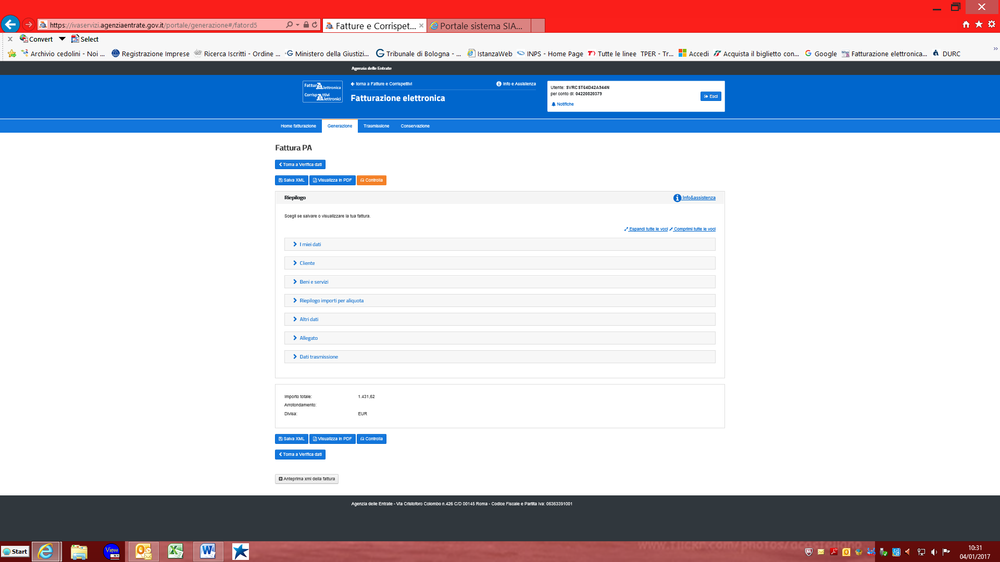 https://ivaservizi.agenziaentrate.gov.it/portale/generazione#/fatord5
Fatture e Corrispet...
Portale sistema SIA...
Convert
Select
Archivio cedolini - Noi ...
Registrazione Imprese
Ricerca Iscritti - Ordine ...
Ministero della Giustizi...
Tribunale di Bologna - ...
IstanzaWeb
INPS - Home Page
Tutte le linee TPER - Tr...
Accedi
Acquista il biglietto con...
Google
Fatturazione elettronica...
DURC
Agenzia delle Entrate
Fattur Elettronica
Corrisp ttivi Elettronici
torna a Fatture e Corrispettivi
Info e Assistenza
Fatturazione elettronica
Utente: SVRCST64D42A944N
per conto di: 04220820379
Notifiche
Esci
Home fatturazione
Generazione
Trasmissione
Conservazione
Fattura PA
Torna a Verifica dati
Salva XML
Visualizza in PDF
Controlla
Riepilogo
Info&assistenza
Scegli se salvare o visualizzare la tua fattura.
Espandi tutte le voci
Comprimi tutte le voci
I miei dati
Cliente
Beni e servizi
Riepilogo importi per aliquota
Altri dati
Allegato
Dati trasmissione
Importo totale: 1.431,62
Arrotondamento:
Divisa: EUR
Salva XML
Visualizza in PDF
Controlla
Torna a Verifica dati
Anteprima xml della fattura
Agenzia delle Entrate - Via Cristoforo Colombo n.426 C/D 00145 Roma - Codice Fiscale e Partita Iva: 06363391001
Start
View
N1
10:31
04/01/2017